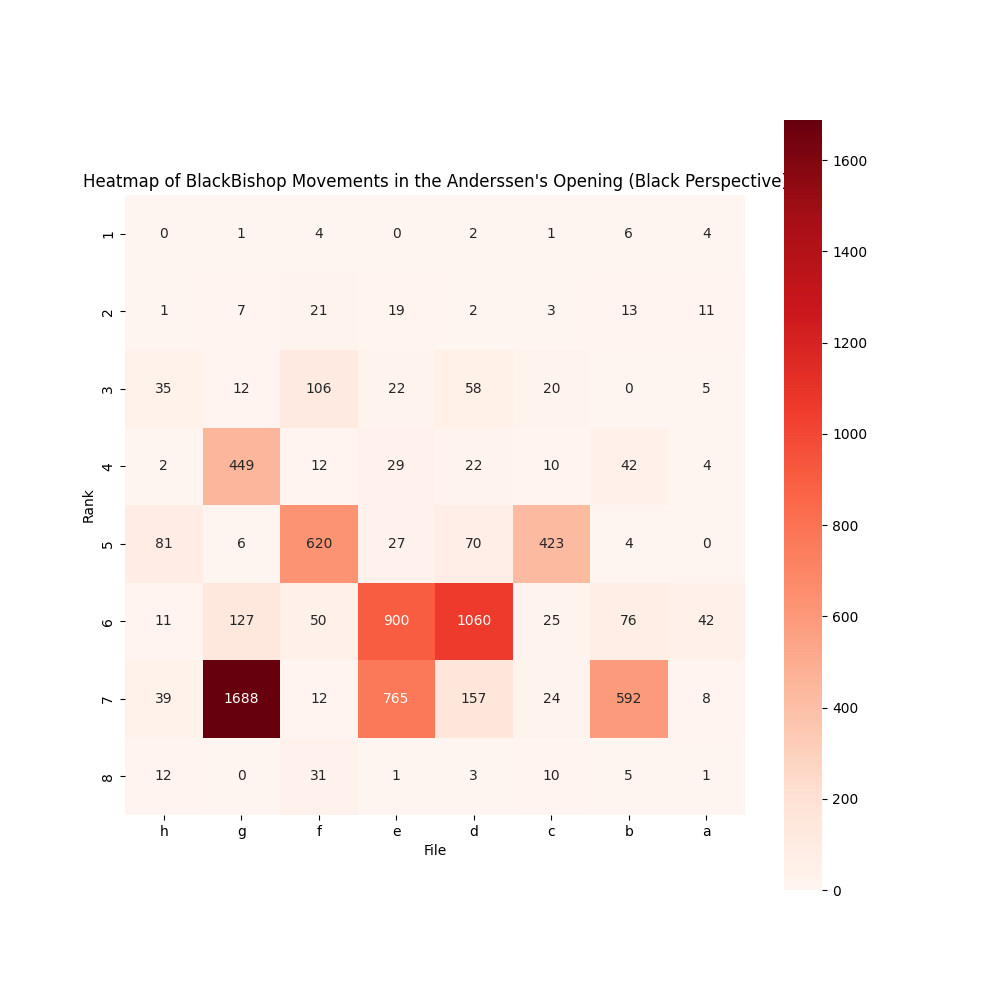 Heatmap of BlackBishop Movements in the Anderssen's Opening (Black Perspective)
1 0 1 4 0 2 1 6 4
2 1 7 21 19 2 3 13 11
3 35 12 106 22 58 20 0 5
4 2 449 12 29 22 10 42 4
5 81 6 620 27 70 423 4 0
6 11 127 50 900 1060 25 76 42
7 39 1688 12 765 157 24 592 8
8 12 0 31 1 3 10 5 1
h g f e d c b a
File
Rank
1600
1400
1200
1000
800
600
400
200
0